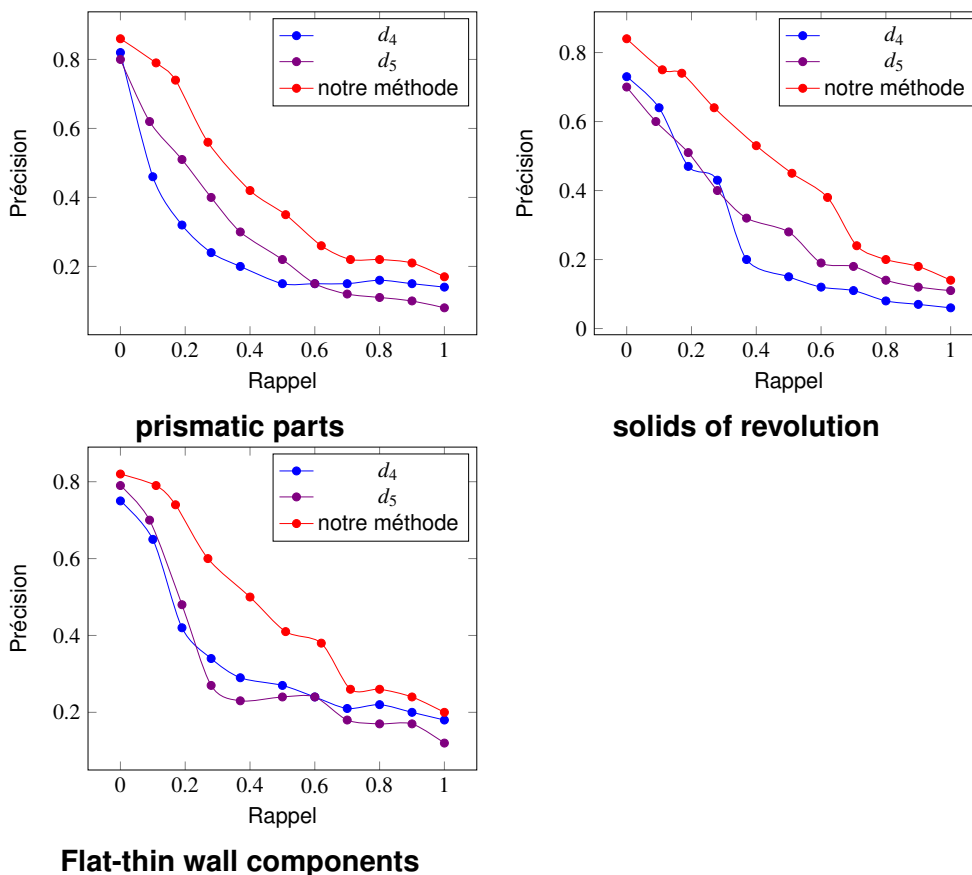 d4
d5
notre méthode
0.8
0.6
0.4
0.2
Précision
0 0.2 0.4 0.6 0.8 1
Rappel
prismatic parts
d4
d5
notre méthode
0.8
0.6
0.4
0.2
0
Précision
0 0.2 0.4 0.6 0.8 1
Rappel
solids of revolution
d4
d5
notre méthode
0.8
0.6
0.4
0.2
Précision
0 0.2 0.4 0.6 0.8 1
Rappel
Flat-thin wall components